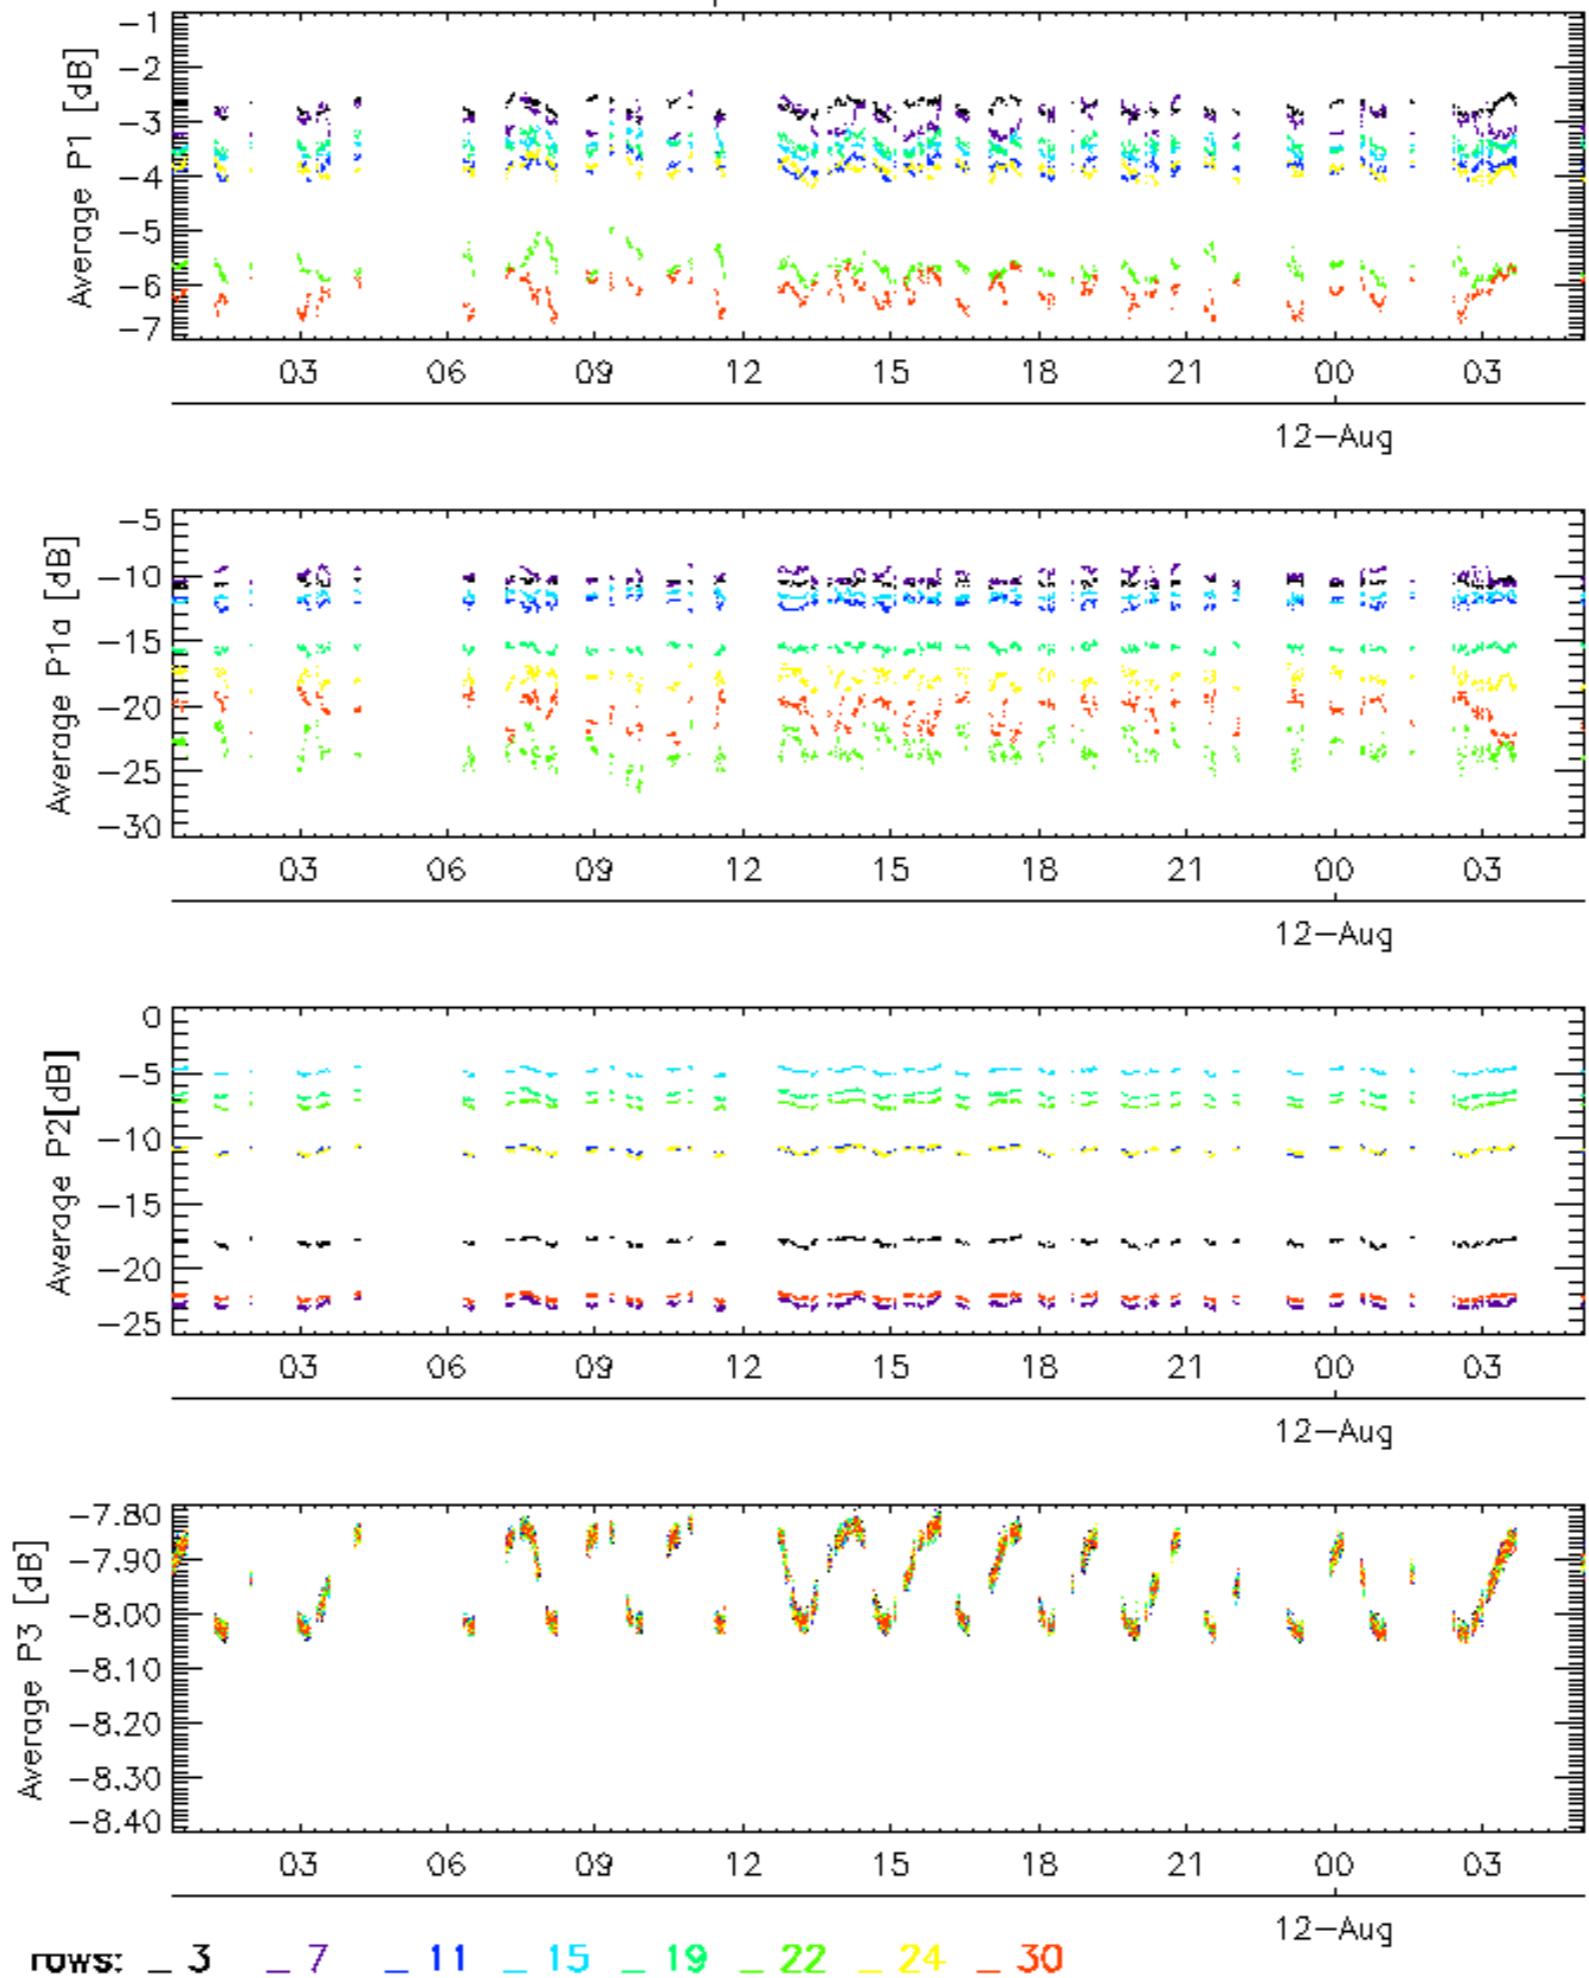 -1
-2
-3
-4
-5
-6
-7
Average P1 [dB]
03 06 09 12 15 18 21 00 03
12-Aug
-5
-10
-15
-20
-25
-30
Average P1a [dB]
03 06 09 12 15 18 21 00 03
12-Aug
0
-5
-10
-15
-20
-25
Average P2[dB]
03 06 09 12 15 18 21 00 03
12-Aug
-7.80
-7.90
-8.00
-8.10
-8.20
-8.30
-8.40
Average P3 [dB]
03 06 09 12 15 18 21 00 03
12-Aug
rows: _ 3 _ 7 _ 11 _ 15 _ 19 _ 22 _ 24 _ 30